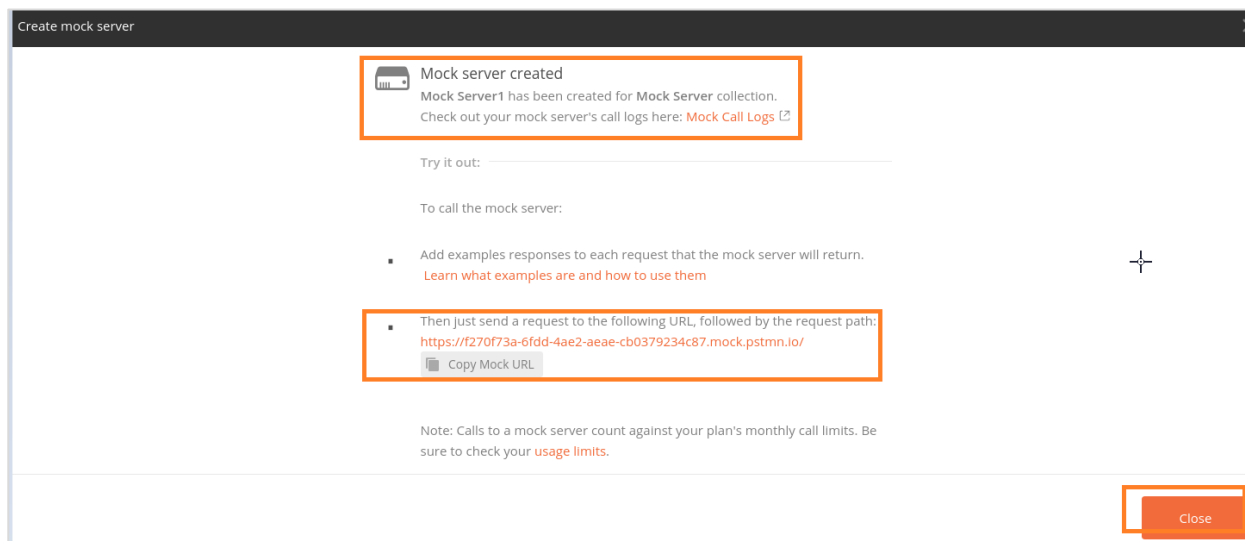 Create mock server
Mock server created
Mock Server1 has been created for Mock Server collection.
Check out your mock server's call logs here: Mock Call Logs
Try it out:
To call the mock server:
Add examples responses to each request that the mock server will return.
Learn what examples are and how to use them
Then just send a request to the following URL, followed by the request path:
https://f270f73a-6fdd-4ae2-aeae-cb0379234c87.mock.pstmn.io/
Copy Mock URL
Note: Calls to a mock server count against your plan's monthly call limits. Be
sure to check your usage limits.
Close